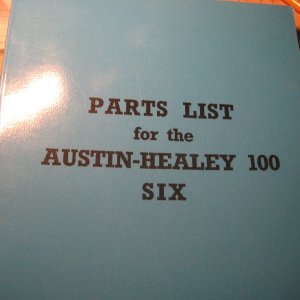 PARTS LIST
for the
AUSTIN-HEALEY 100
SIX